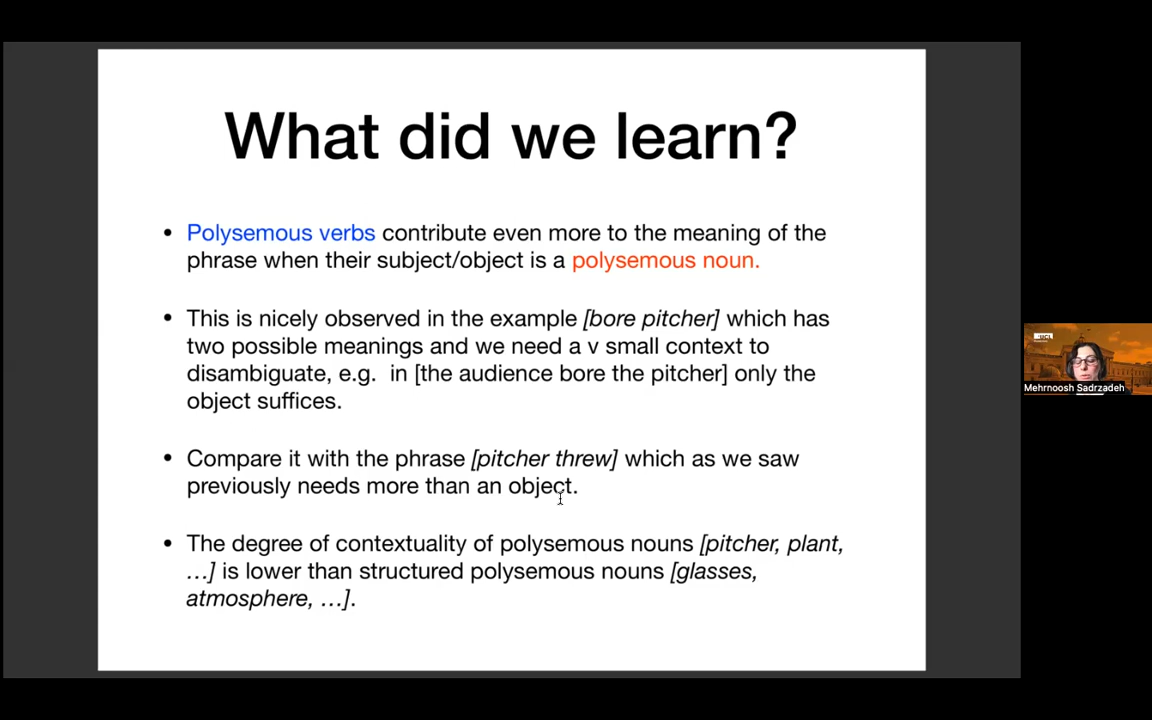 What did we learn?
• Polysemous verbs contribute even more to the meaning of the
phrase when their subject/object is a polysemous noun.
• This is nicely observed in the example [bore pitcher] which has
two possible meanings and we need a v small context to
disambiguate, e.g. in [the audience bore the pitcher] only the
object suffices.
• Compare it with the phrase [pitcher threw] which as we saw
previously needs more than an object.
• The degree of contextuality of polysemous nouns [pitcher, plant,
…] is lower than structured polysemous nouns [glasses,
atmosphere, …].
UCL
Mehrnoosh Sadrzadeh